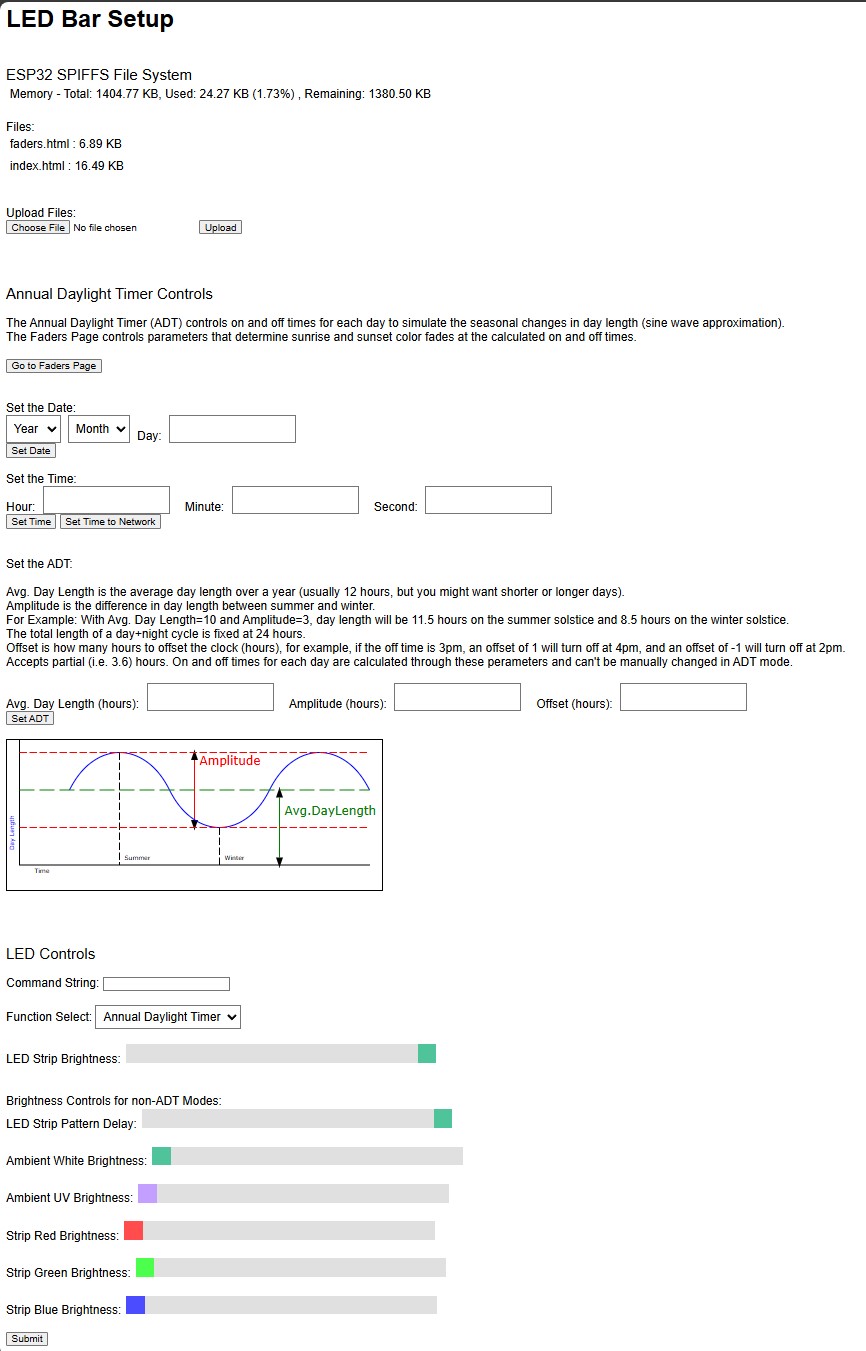 LED Bar Setup
ESP32 SPIFFS File System
Memory - Total: 1404.77 KB, Used: 24.27 KB (1.73%) , Remaining: 1380.50 KB
Files:
faders.html : 6.89 KB
index.html : 16.49 KB
Upload Files:
Choose File No file chosen Upload
Annual Daylight Timer Controls
The Annual Daylight Timer (ADT) controls on and off times for each day to simulate the seasonal changes in day length (sine wave approximation).
The Faders Page controls parameters that determine sunrise and sunset color fades at the calculated on and off times.
Go to Faders Page
Set the Date:
Year Month Day:
Set Date
Set the Time:
Hour: Minute: Second:
Set Time Set Time to Network
Set the ADT:
Avg. Day Length is the average day length over a year (usually 12 hours, but you might want shorter or longer days).
Amplitude is the difference in day length between summer and winter.
For Example: With Avg. Day Length=10 and Amplitude=3, day length will be 11.5 hours on the summer solstice and 8.5 hours on the winter solstice.
The total length of a day+night cycle is fixed at 24 hours.
Offset is how many hours to offset the clock (hours), for example, if the off time is 3pm, an offset of 1 will turn off at 4pm, and an offset of -1 will turn off at 2pm.
Accepts partial (i.e. 3.6) hours. On and off times for each day are calculated through these perameters and can't be manually changed in ADT mode.
Avg. Day Length (hours): Amplitude (hours): Offset (hours):
Set ADT
Amplitude
Avg.DayLength
Day Length
Summer Winter
Time
LED Controls
Command String:
Function Select: Annual Daylight Timer
LED Strip Brightness:
Brightness Controls for non-ADT Modes:
LED Strip Pattern Delay:
Ambient White Brightness:
Ambient UV Brightness:
Strip Red Brightness:
Strip Green Brightness:
Strip Blue Brightness:
Submit